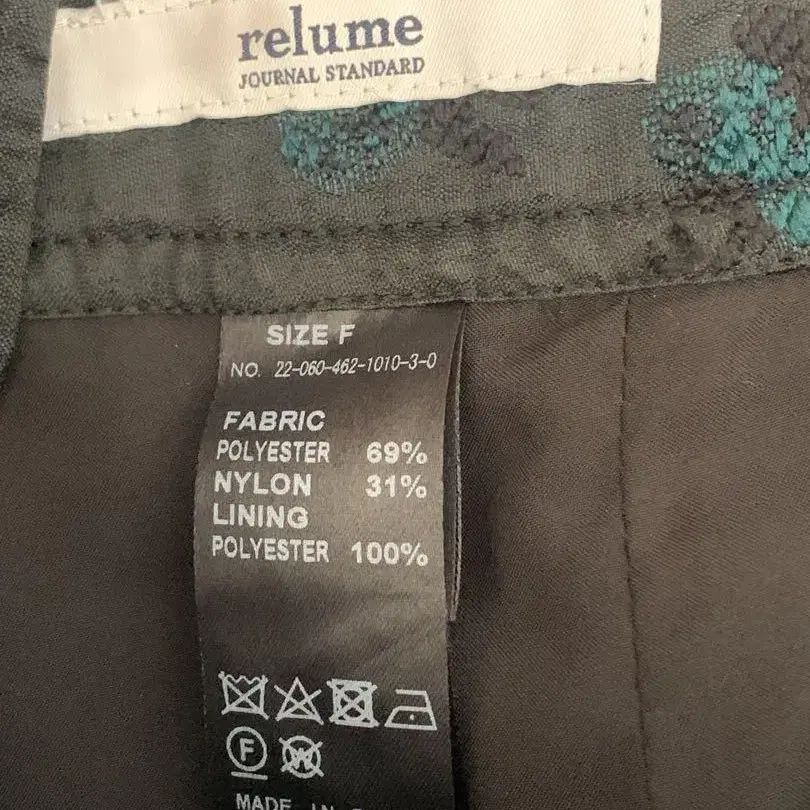 relume
JOURNAL STANDARD
SIZE F
NO. 22-060-462-1010-3-0
FABRIC
POLYESTER 69%
NYLON 31%
LINING
POLYESTER 100%
F
W
MADE IN